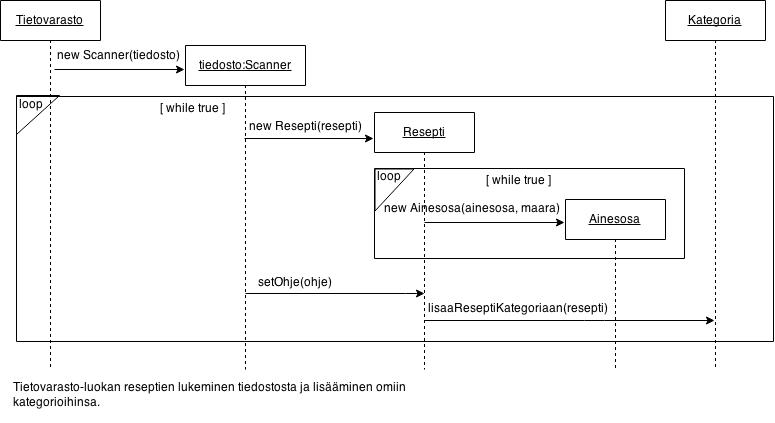 Tietovarasto
Kategoria
new Scanner(tiedosto)
tiedosto:Scanner
loop
[ while true ]
new Resepti(resepti)
Resepti
loop
[ while true ]
new Ainesosa(ainesosa, maara)
Ainesosa
setOhje(ohje)
lisaaReseptiKategoriaan(resepti)
Tietovarasto-luokan reseptien lukeminen tiedostosta ja lisääminen omiin
kategorioihinsa.